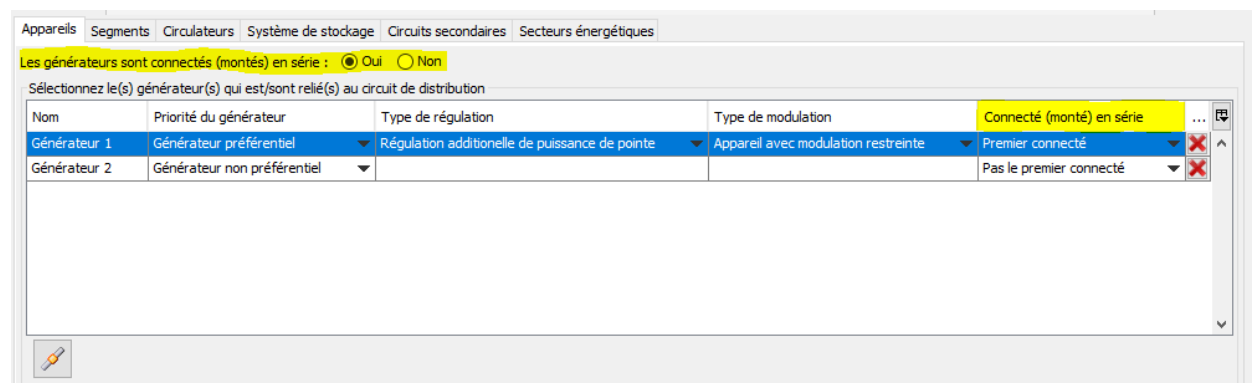 Appareils Segments Circulateurs Système de stockage Circuits secondaires Secteurs énergétiques
Les générateurs sont connectés (montés) en série : Oui Non
Sélectionnez le(s) générateur(s) qui est/sont relié(s) au circuit de distribution
Nom Priorité du générateur Type de régulation Type de modulation Connecté (monté) en série ...
Générateur 1 Générateur préférentiel Régulation additionelle de puissance de pointe Appareil avec modulation restreinte Premier connecté
Générateur 2 Générateur non préférentiel Pas le premier connecté